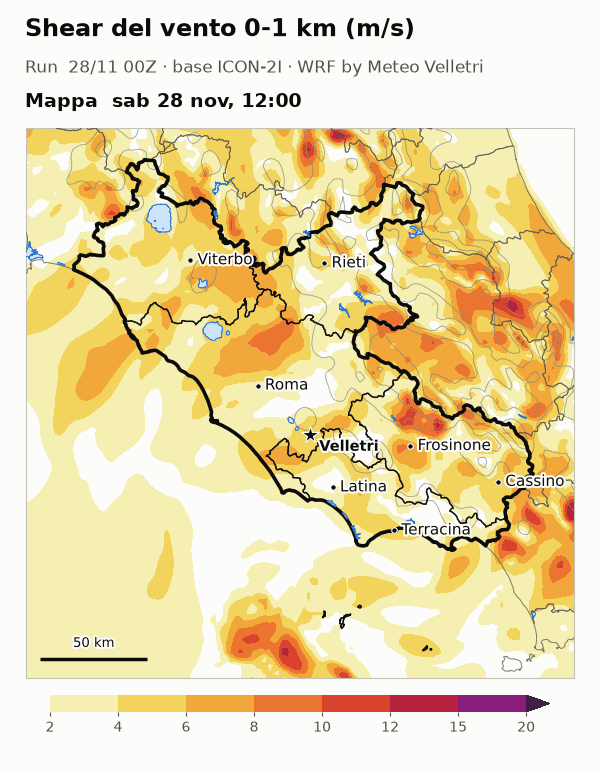 Shear del vento 0-1 km (m/s)
Run  28/11 00Z · base ICON-2I · WRF by Meteo Velletri
Mappa  sab 28 nov, 12:00
Viterbo
Rieti
Roma
Velletri
Frosinone
Latina
Cassino
Terracina
50 km
2 4 6 8 10 12 15 20